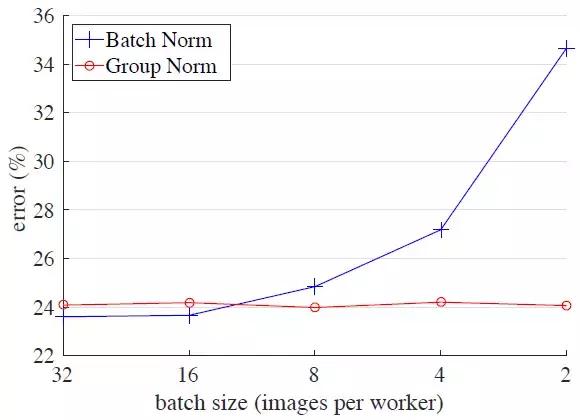 36
34
32
30
28
26
24
22
error (%)
Batch Norm
Group Norm
32 16 8 4 2
batch size (images per worker)